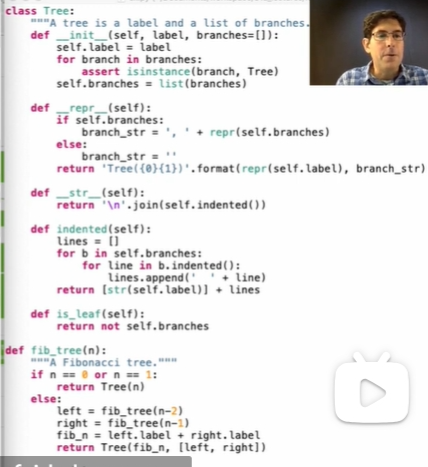 class Tree:
    """A tree is a label and a list of branches.
    def __init__(self, label, branches=[]):
        self.label = label
        for branch in branches:
            assert isinstance(branch, Tree)
        self.branches = list(branches)

    def __repr__(self):
        if self.branches:
            branch_str = ', ' + repr(self.branches)
        else:
            branch_str = ''
        return 'Tree({0}{1})'.format(repr(self.label), branch_str)

    def __str__(self):
        return '\n'.join(self.indented())

    def indented(self):
        lines = []
        for b in self.branches:
            for line in b.indented():
                lines.append('  ' + line)
        return [str(self.label)] + lines

    def is_leaf(self):
        return not self.branches

def fib_tree(n):
    """A Fibonacci tree."""
    if n == 0 or n == 1:
        return Tree(n)
    else:
        left = fib_tree(n-2)
        right = fib_tree(n-1)
        fib_n = left.label + right.label
        return Tree(fib_n, [left, right])